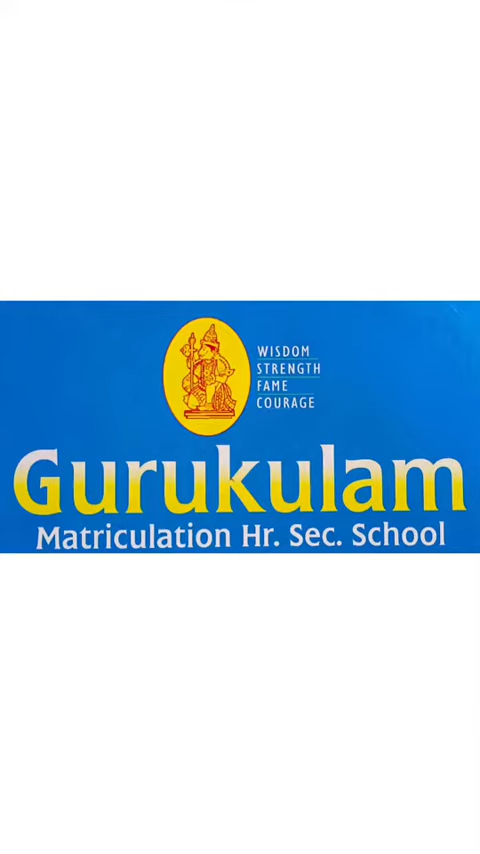 WISDOM
STRENGTH
FAME
COURAGE
Gurukulam
Matriculation Hr. Sec. School